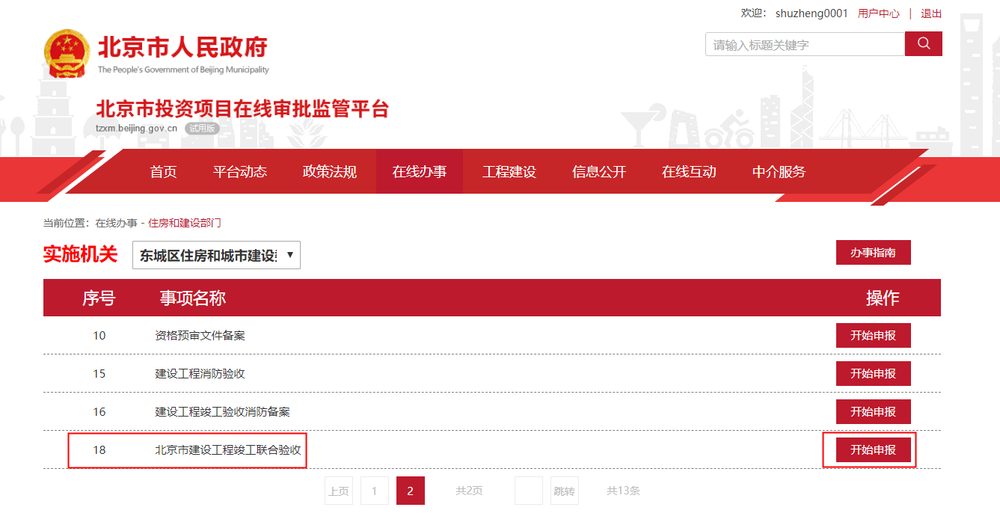 欢迎: shuzheng0001 用户中心 | 退出
北京市人民政府
The People's Government of Beijing Municipality
请输入标题关键字
北京市投资项目在线审批监管平台
tzxm.beijing.gov.cn 试用版
首页 平台动态 政策法规 在线办事 工程建设 信息公开 在线互动 中介服务
当前位置: 在线办事 - 住房和建设部门
实施机关 东城区住房和城市建设 ▼ 办事指南
序号 事项名称 操作
10 资格预审文件备案 开始申报
15 建设工程消防验收 开始申报
16 建设工程竣工验收消防备案 开始申报
18 北京市建设工程竣工联合验收 开始申报
上页 1 2 共2页 跳转 共13条